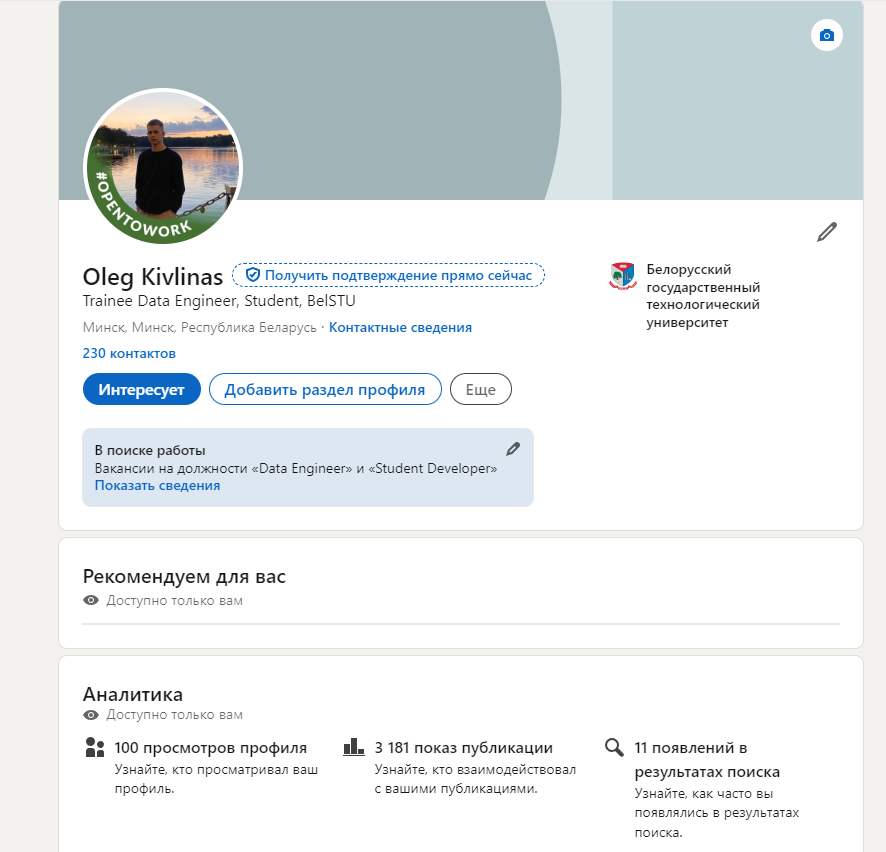 #OPENTOWORK
Oleg Kivlinas
Получить подтверждение прямо сейчас
Trainee Data Engineer, Student, BelSTU
Минск, Минск, Республика Беларусь · Контактные сведения
230 контактов
Интересует
Добавить раздел профиля
Еще
Белорусский
государственный
технологический
университет
В поиске работы
Вакансии на должности «Data Engineer» и «Student Developer»
Показать сведения
Рекомендуем для вас
Доступно только вам
Аналитика
Доступно только вам
100 просмотров профиля
Узнайте, кто просматривал ваш
профиль.
3 181 показ публикации
Узнайте, кто взаимодействовал
с вашими публикациями.
11 появлений в
результатах поиска
Узнайте, как часто вы
появлялись в результатах
поиска.